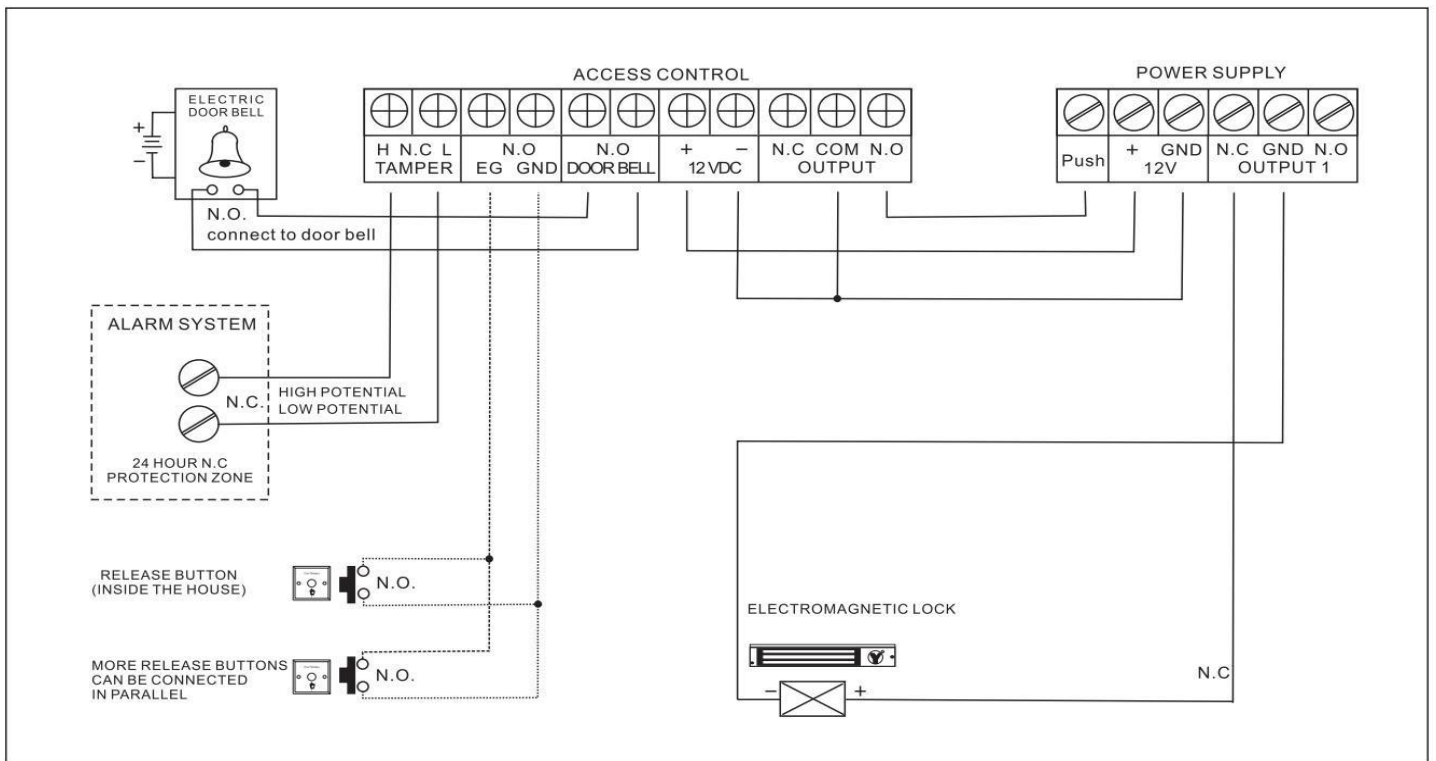 ACCESS CONTROL
POWER SUPPLY
ELECTRIC
DOOR BELL
+
−
H N.C L
TAMPER
N.O
EG GND
N.O
DOOR BELL
+ −
12 VDC
N.C COM N.O
OUTPUT
Push
+ GND
12V
N.C GND N.O
OUTPUT 1
N.O.
connect to door bell
ALARM SYSTEM
N.C.
HIGH POTENTIAL
LOW POTENTIAL
24 HOUR N.C
PROTECTION ZONE
RELEASE BUTTON
(INSIDE THE HOUSE)
N.O.
MORE RELEASE BUTTONS
CAN BE CONNECTED
IN PARALLEL
N.O.
ELECTROMAGNETIC LOCK
− +
N.C